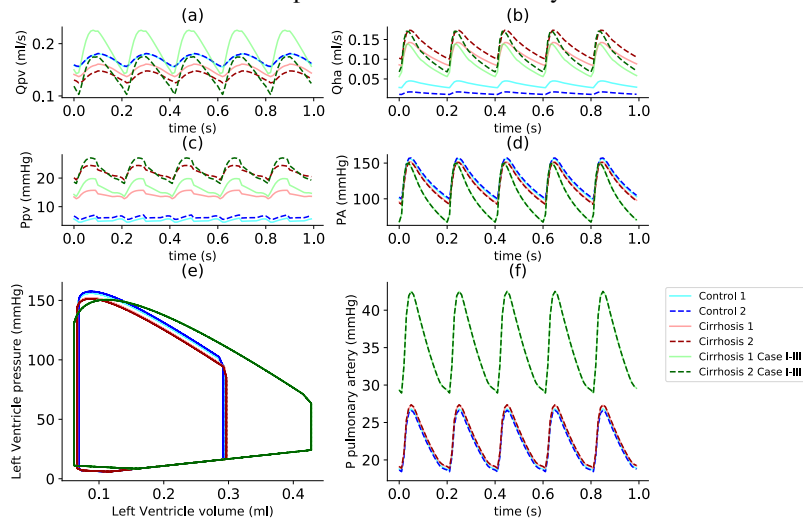 (a)
Qpv (ml/s)
0.2
0.1
0.0 0.2 0.4 0.6 0.8 1.0
time (s)
(b)
Qha (ml/s)
0.15
0.10
0.05
0.0 0.2 0.4 0.6 0.8 1.0
time (s)
(c)
Ppv (mmHg)
20
10
0.0 0.2 0.4 0.6 0.8 1.0
time (s)
(d)
PA (mmHg)
150
100
0.0 0.2 0.4 0.6 0.8 1.0
time (s)
(e)
Left Ventricle pressure (mmHg)
150
100
50
0
0.1 0.2 0.3 0.4
Left Ventricle volume (ml)
(f)
P pulmonary artery (mmHg)
40
35
30
25
20
0.0 0.2 0.4 0.6 0.8 1.0
time (s)
Control 1
Control 2
Cirrhosis 1
Cirrhosis 2
Cirrhosis 1 Case I-III
Cirrhosis 2 Case I-III